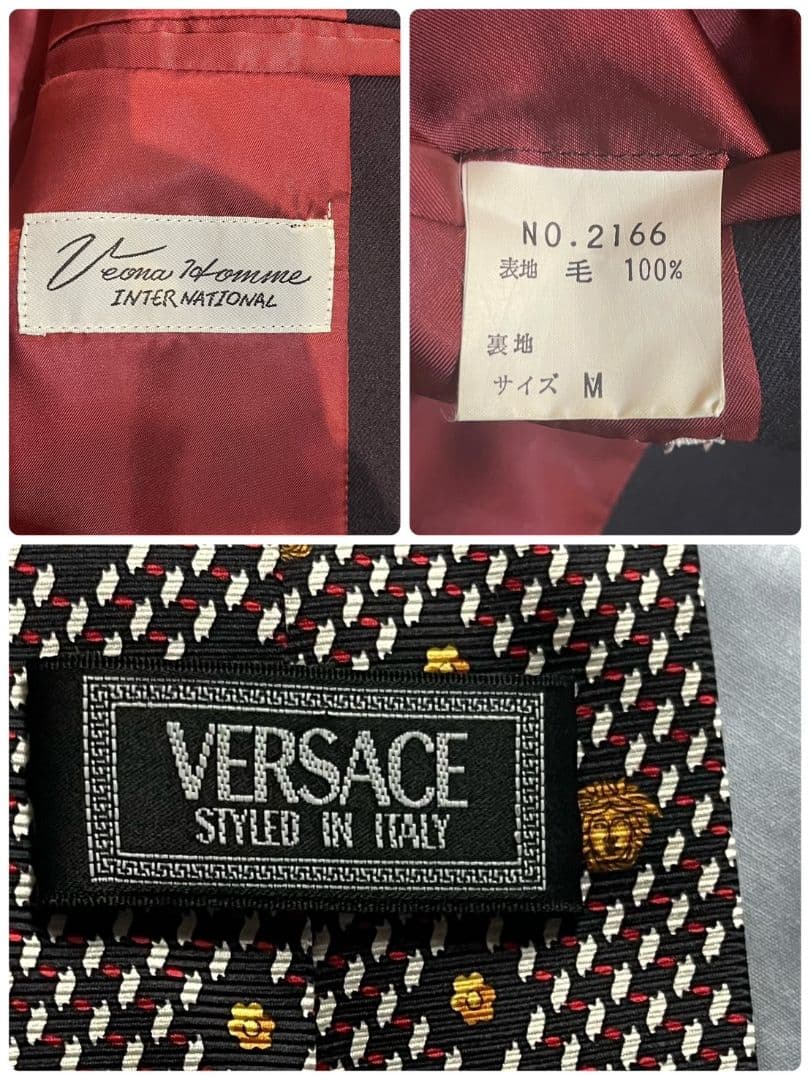 Veona Homme
INTERNATIONAL
NO.2166
表地 毛 100%
裏地
サイズ M
VERSACE
STYLED IN ITALY